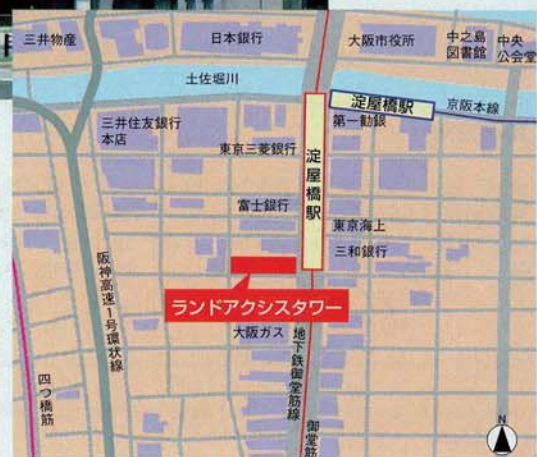 三井物産
日本銀行
大阪市役所
中之島
図書館
中央
公会堂
土佐堀川
淀屋橋駅
京阪本線
三井住友銀行
本店
第一勧銀
東京三菱銀行
淀屋橋駅
富士銀行
東京海上
三和銀行
阪神高速1号環状線
ランドアクシスタワー
大阪ガス
地下鉄御堂筋線
四つ橋筋
御堂筋
N